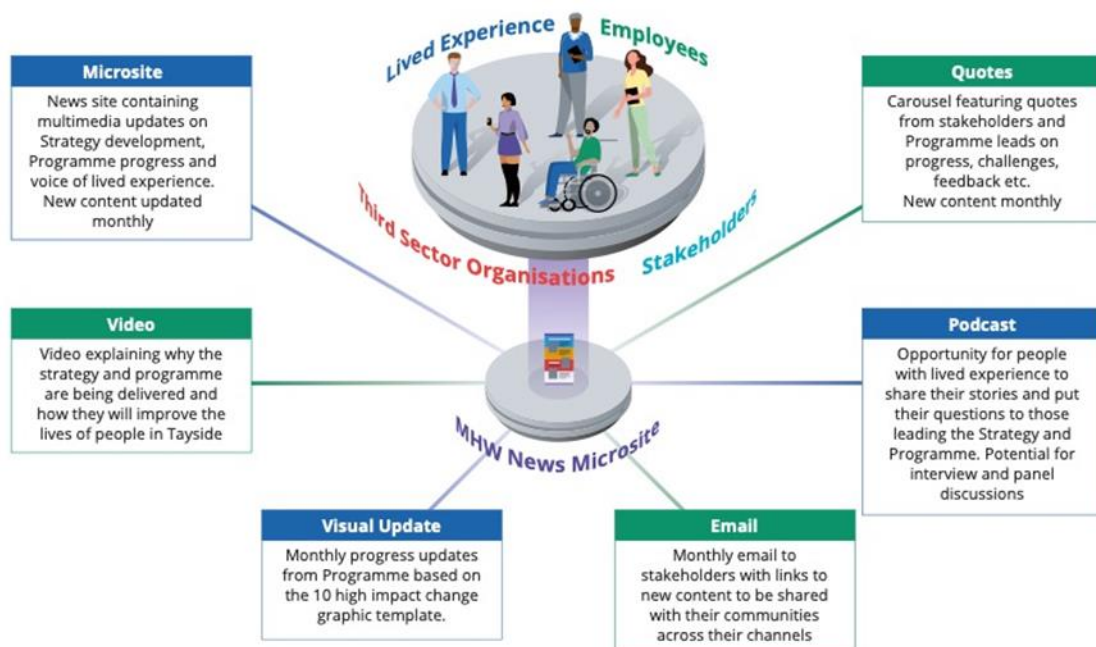 Lived Experience
Employees
Third Sector Organisations
Stakeholders
Microsite
News site containing
multimedia updates on
Strategy development,
Programme progress and
voice of lived experience.
New content updated
monthly
Quotes
Carousel featuring quotes
from stakeholders and
Programme leads on
progress, challenges,
feedback etc.
New content monthly
Video
Video explaining why the
strategy and programme
are being delivered and
how they will improve the
lives of people in Tayside
Podcast
Opportunity for people
with lived experience to
share their stories and put
their questions to those
leading the Strategy and
Programme. Potential for
interview and panel
discussions
MHW News Microsite
Visual Update
Monthly progress updates
from Programme based on
the 10 high impact change
graphic template.
Email
Monthly email to
stakeholders with links to
new content to be shared
with their communities
across their channels